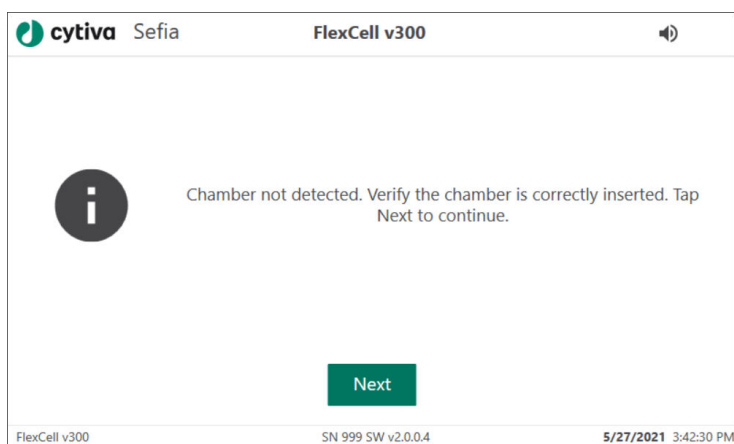 cytiva Sefia FlexCell v300
Chamber not detected. Verify the chamber is correctly inserted. Tap
Next to continue.
Next
FlexCell v300 SN 999 SW v2.0.0.4 5/27/2021 3:42:30 PM